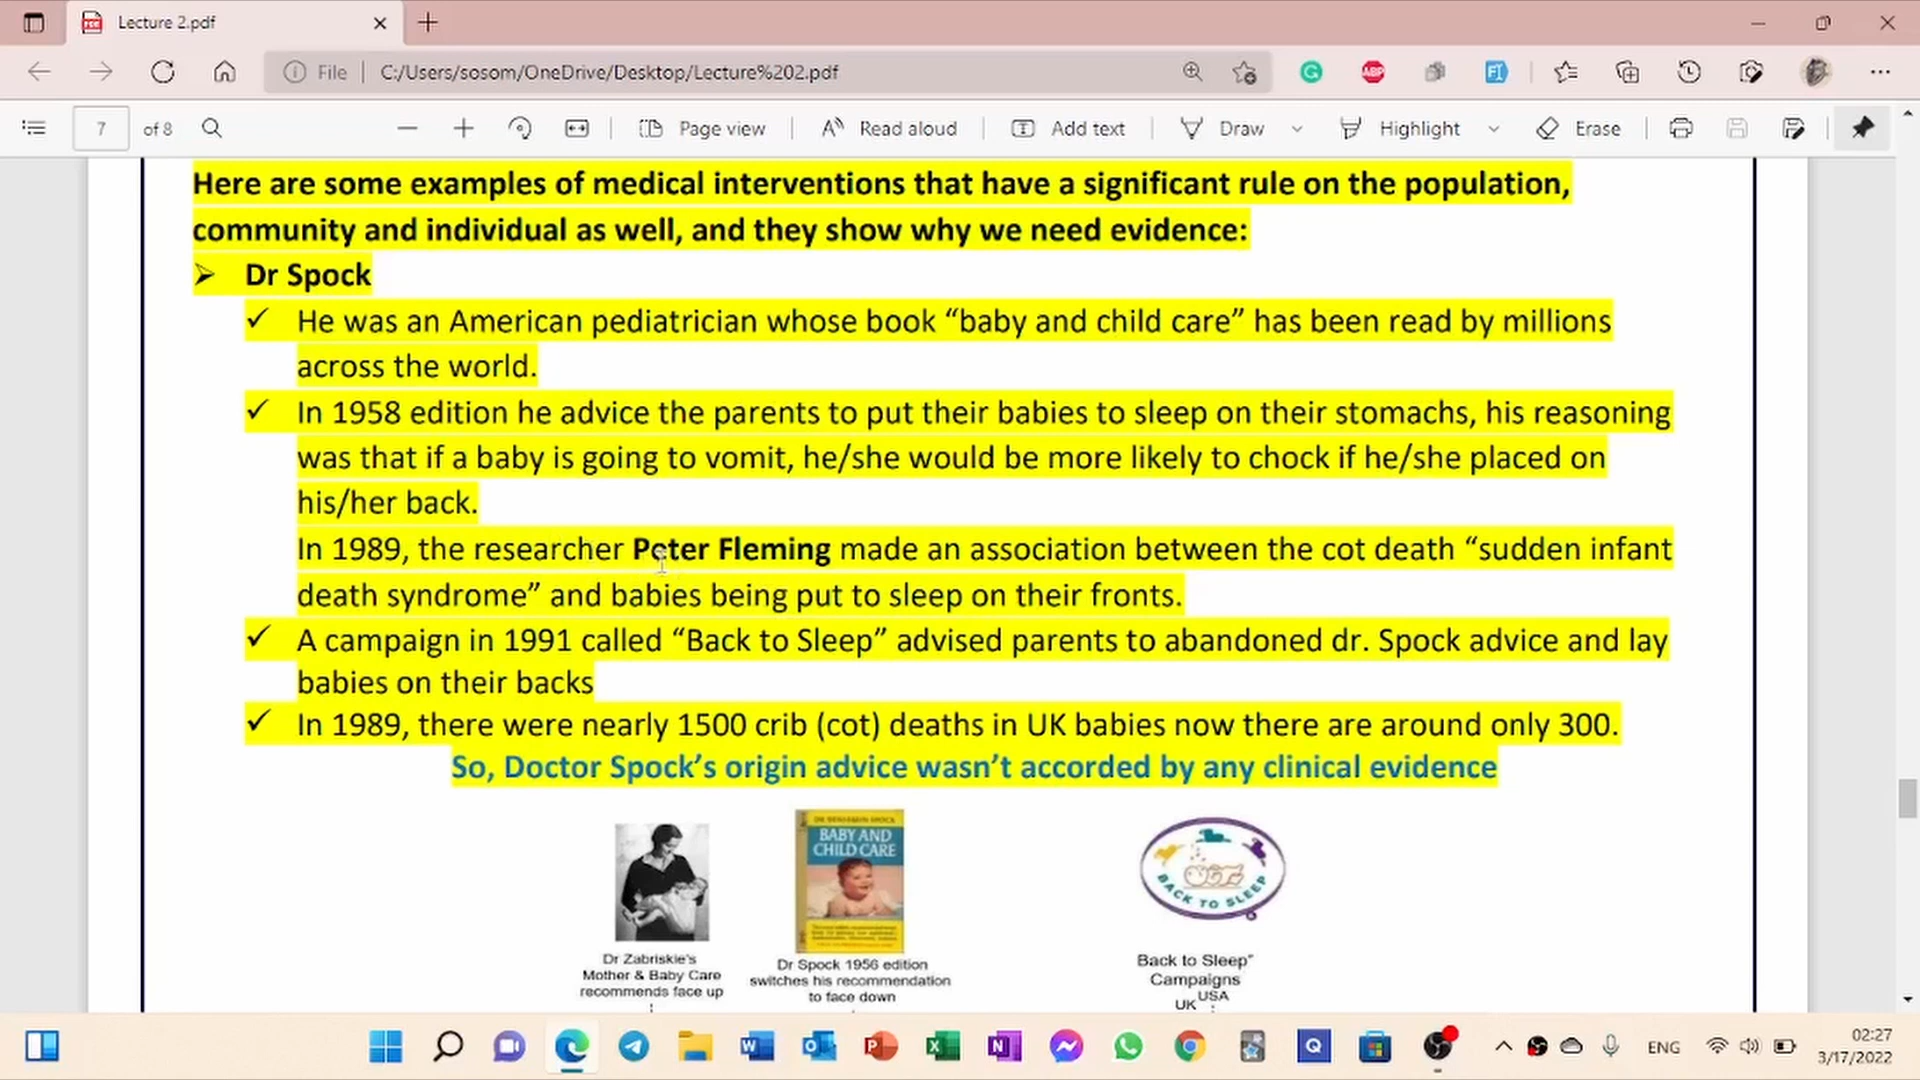 Lecture 2.pdf
File
C:/Users/sosom/OneDrive/Desktop/Lecture%202.pdf
ABP
7 of 8
Page view
Read aloud
Add text
Draw
Highlight
Erase
Here are some examples of medical interventions that have a significant rule on the population,
community and individual as well, and they show why we need evidence:
➢ Dr Spock
✓ He was an American pediatrician whose book “baby and child care” has been read by millions
across the world.
✓ In 1958 edition he advice the parents to put their babies to sleep on their stomachs, his reasoning
was that if a baby is going to vomit, he/she would be more likely to chock if he/she placed on
his/her back.
In 1989, the researcher Peter Fleming made an association between the cot death “sudden infant
death syndrome” and babies being put to sleep on their fronts.
✓ A campaign in 1991 called “Back to Sleep” advised parents to abandoned dr. Spock advice and lay
babies on their backs
✓ In 1989, there were nearly 1500 crib (cot) deaths in UK babies now there are around only 300.
So, Doctor Spock’s origin advice wasn’t accorded by any clinical evidence
DR BENJAMIN SPOCK
BABY AND
CHILD CARE
BACK TO SLEEP
Dr Zabriskie's
Mother & Baby Care
recommends face up
Dr Spock 1956 edition
switches his recommendation
to face down
Back to Sleep"
Campaigns
UK USA
ENG
02:27
3/17/2022